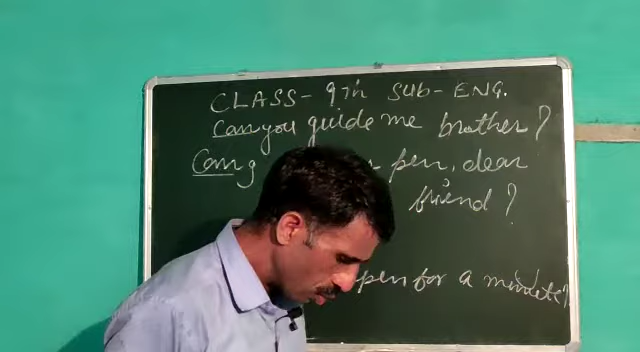 CLASS - 9th SUB - ENG.
Can you guide me brother?
Can pen, dear
friend?
pen for a minute?